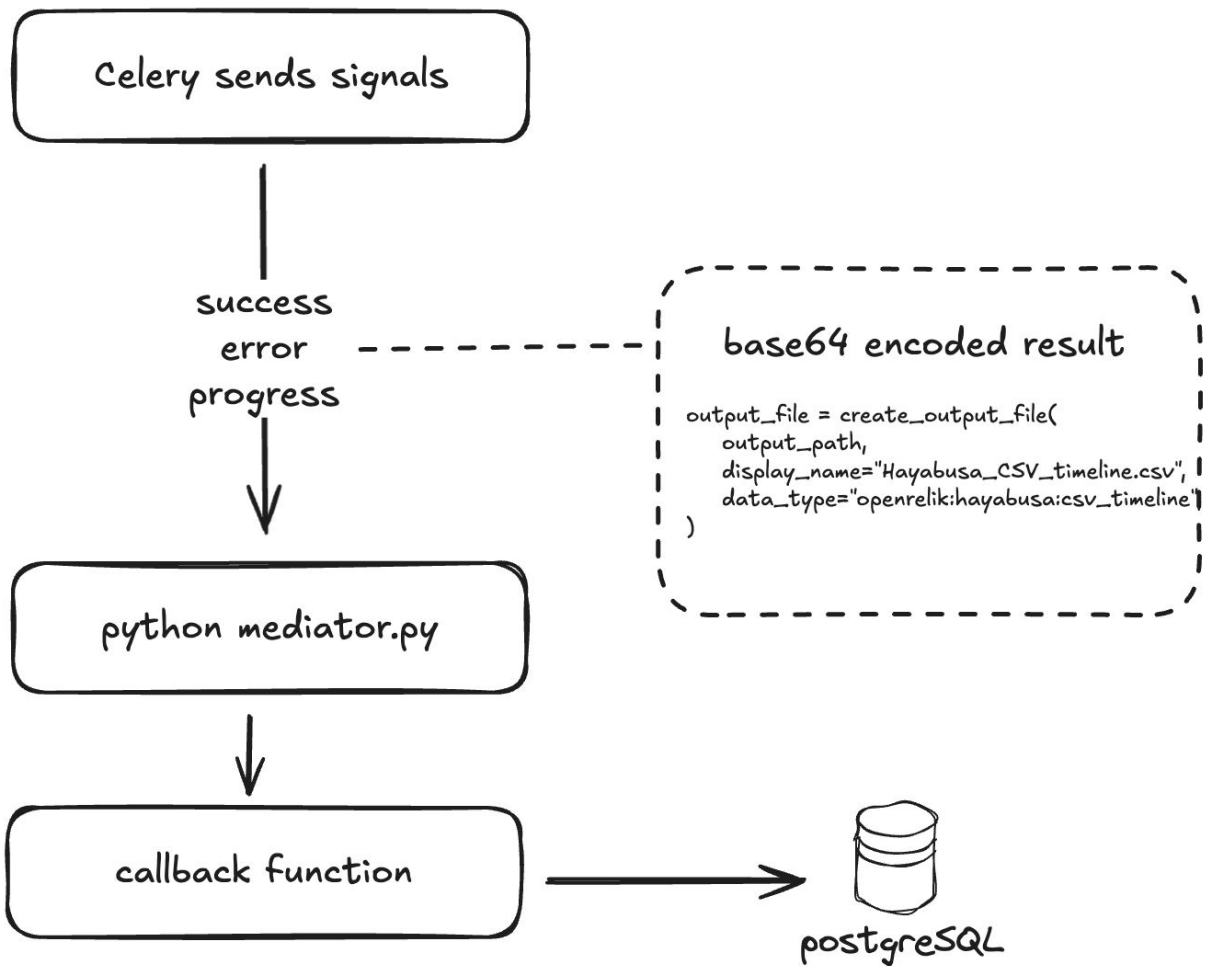 Celery sends signals
success
error
progress
base64 encoded result
output_file = create_output_file(
output_path,
display_name="Hayabusa_CSV_timeline.csv",
data_type="openrelik:hayabusa:csv_timeline"
)
python mediator.py
callback function
postgreSQL